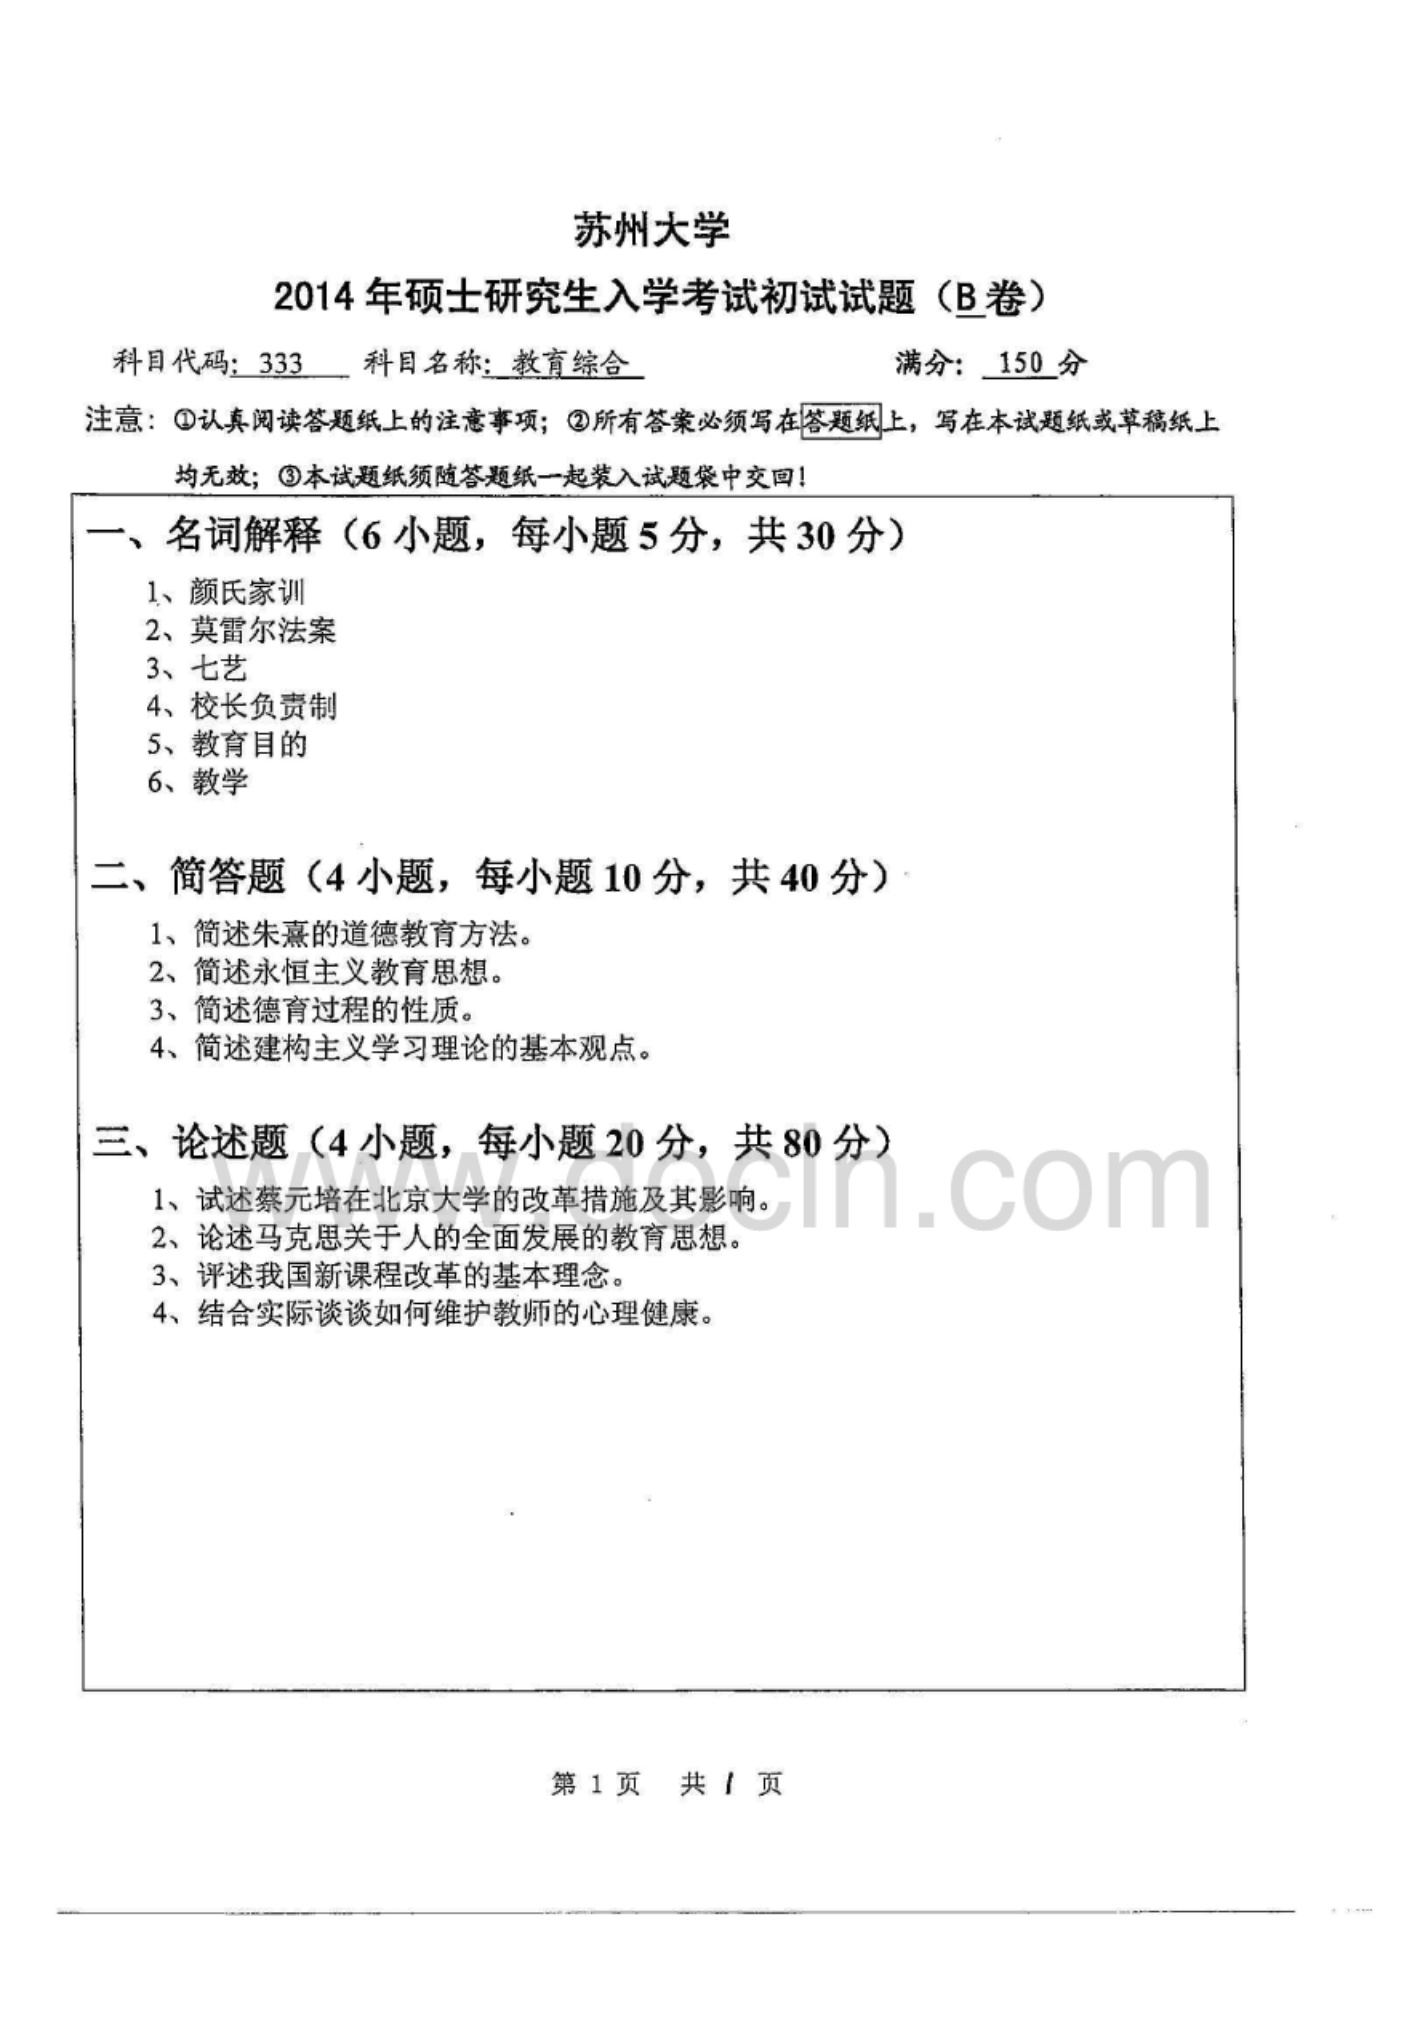 苏州大学
2014 年硕士研究生入学考试初试试题（B 卷）
科目代码：333 科目名称：教育综合 满分：150 分
注意：①认真阅读答题纸上的注意事项；②所有答案必须写在答题纸上，写在本试题纸或草稿纸上
均无效；③本试题纸须随答题纸一起装入试题袋中交回！
一、名词解释（6 小题，每小题 5 分，共 30 分）
1、颜氏家训
2、莫雷尔法案
3、七艺
4、校长负责制
5、教育目的
6、教学
二、简答题（4 小题，每小题 10 分，共 40 分）
1、简述朱熹的道德教育方法。
2、简述永恒主义教育思想。
3、简述德育过程的性质。
4、简述建构主义学习理论的基本观点。
三、论述题（4 小题，每小题 20 分，共 80 分）
www.docin.com
1、试述蔡元培在北京大学的改革措施及其影响。
2、论述马克思关于人的全面发展的教育思想。
3、评述我国新课程改革的基本理念。
4、结合实际谈谈如何维护教师的心理健康。
第 1 页 共 1 页